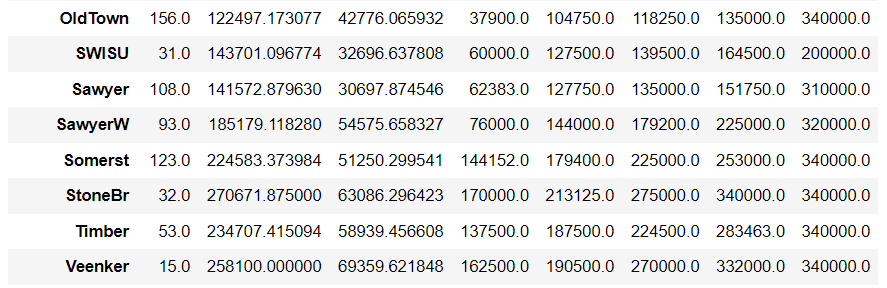 OldTown 156.0 122497.173077 42776.065932 37900.0 104750.0 118250.0 135000.0 340000.0
SWISU 31.0 143701.096774 32696.637808 60000.0 127500.0 139500.0 164500.0 200000.0
Sawyer 108.0 141572.879630 30697.874546 62383.0 127750.0 135000.0 151750.0 310000.0
SawyerW 93.0 185179.118280 54575.658327 76000.0 144000.0 179200.0 225000.0 320000.0
Somerst 123.0 224583.373984 51250.299541 144152.0 179400.0 225000.0 253000.0 340000.0
StoneBr 32.0 270671.875000 63086.296423 170000.0 213125.0 275000.0 340000.0 340000.0
Timber 53.0 234707.415094 58939.456608 137500.0 187500.0 224500.0 283463.0 340000.0
Veenker 15.0 258100.000000 69359.621848 162500.0 190500.0 270000.0 332000.0 340000.0